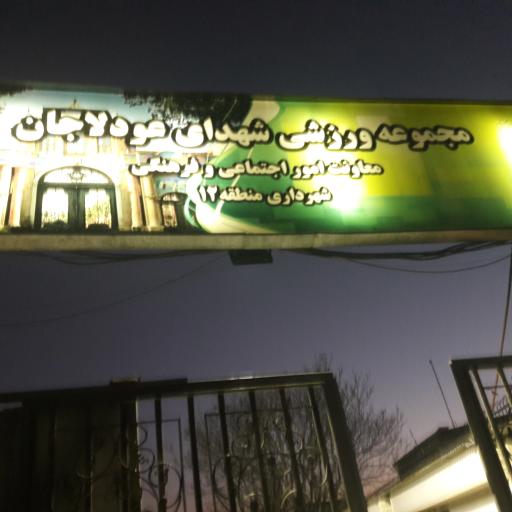 مجموعه ورزشی شهدای عودلاجان
معاونت امور اجتماعی و فرهنگی
شهرداری منطقه ۱۲